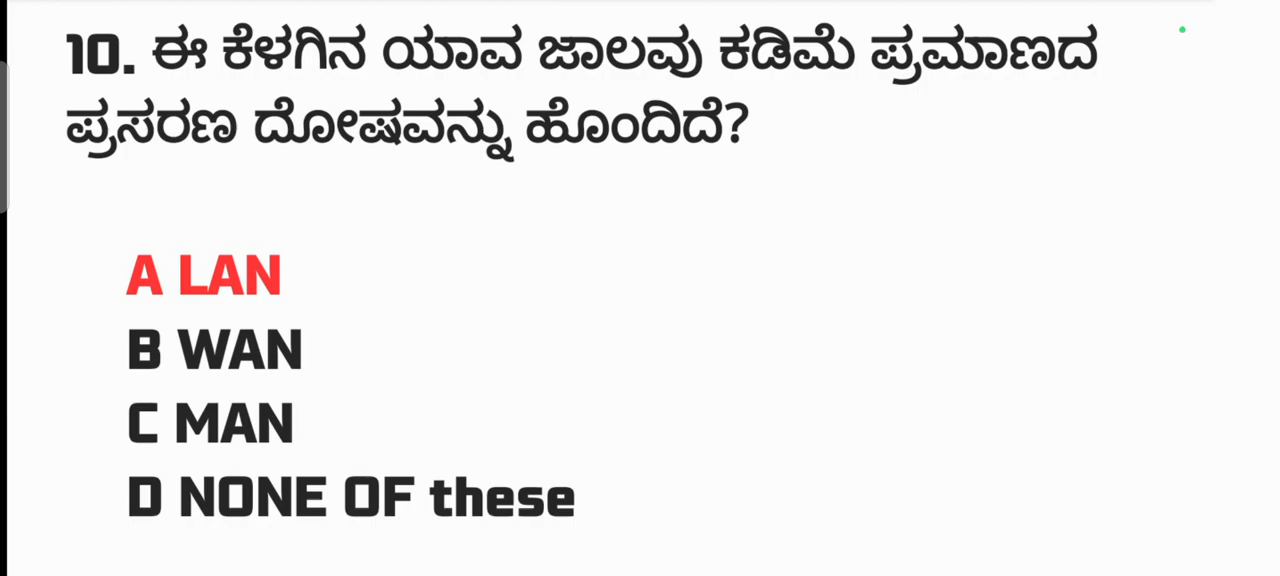 10. ಈ ಕೆಳಗಿನ ಯಾವ ಜಾಲವು ಕಡಿಮೆ ಪ್ರಮಾಣದ
ಪ್ರಸರಣ ದೋಷವನ್ನು ಹೊಂದಿದೆ?
A LAN
B WAN
C MAN
D NONE OF these